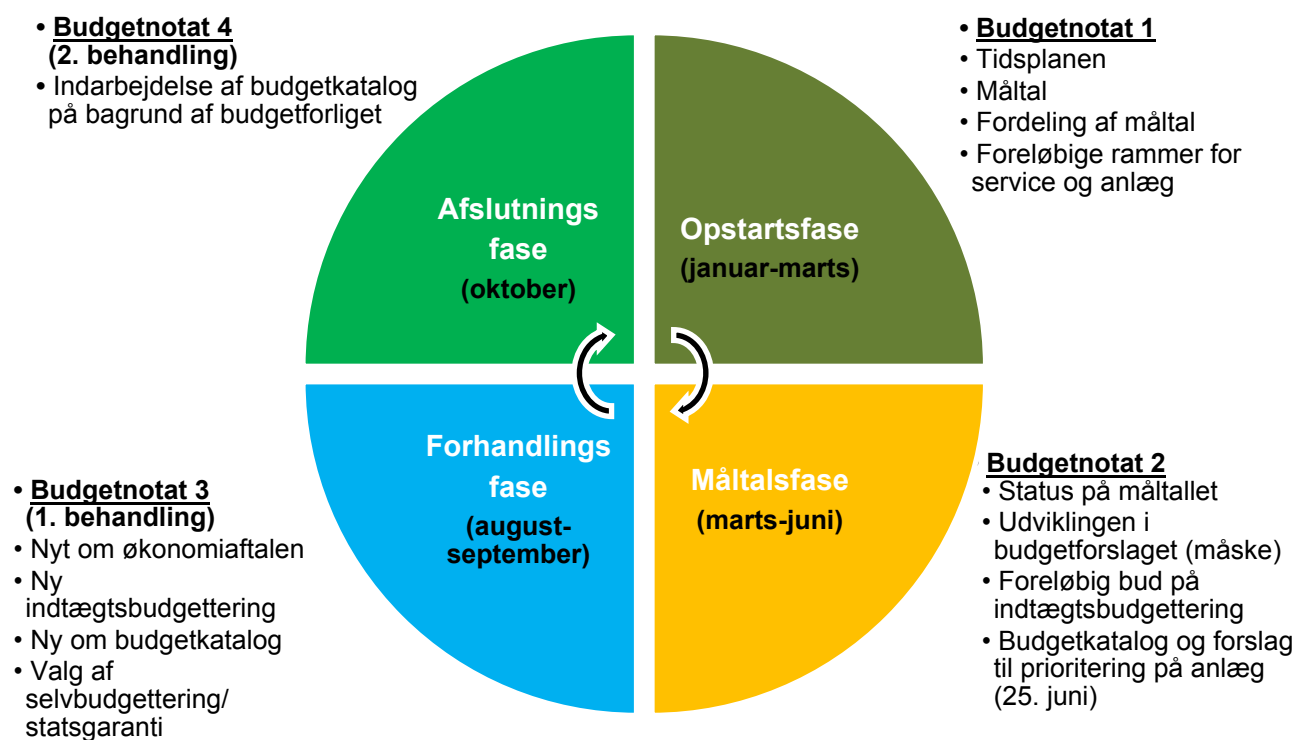 • Budgetnotat 4
(2. behandling)
• Indarbejdelse af budgetkatalog
på bagrund af budgetforliget
• Budgetnotat 1
• Tidsplanen
• Måltal
• Fordeling af måltal
• Foreløbige rammer for
service og anlæg
Afslutnings
fase
(oktober)
Opstartsfase
(januar-marts)
Forhandlings
fase
(august-
september)
Måltalsfase
(marts-juni)
• Budgetnotat 3
(1. behandling)
• Nyt om økonomiaftalen
• Ny
indtægtsbudgettering
• Ny om budgetkatalog
• Valg af
selvbudgettering/
statsgaranti
Budgetnotat 2
• Status på måltallet
• Udviklingen i
budgetforslaget (måske)
• Foreløbig bud på
indtægtsbudgettering
• Budgetkatalog og forslag
til prioritering på anlæg
(25. juni)